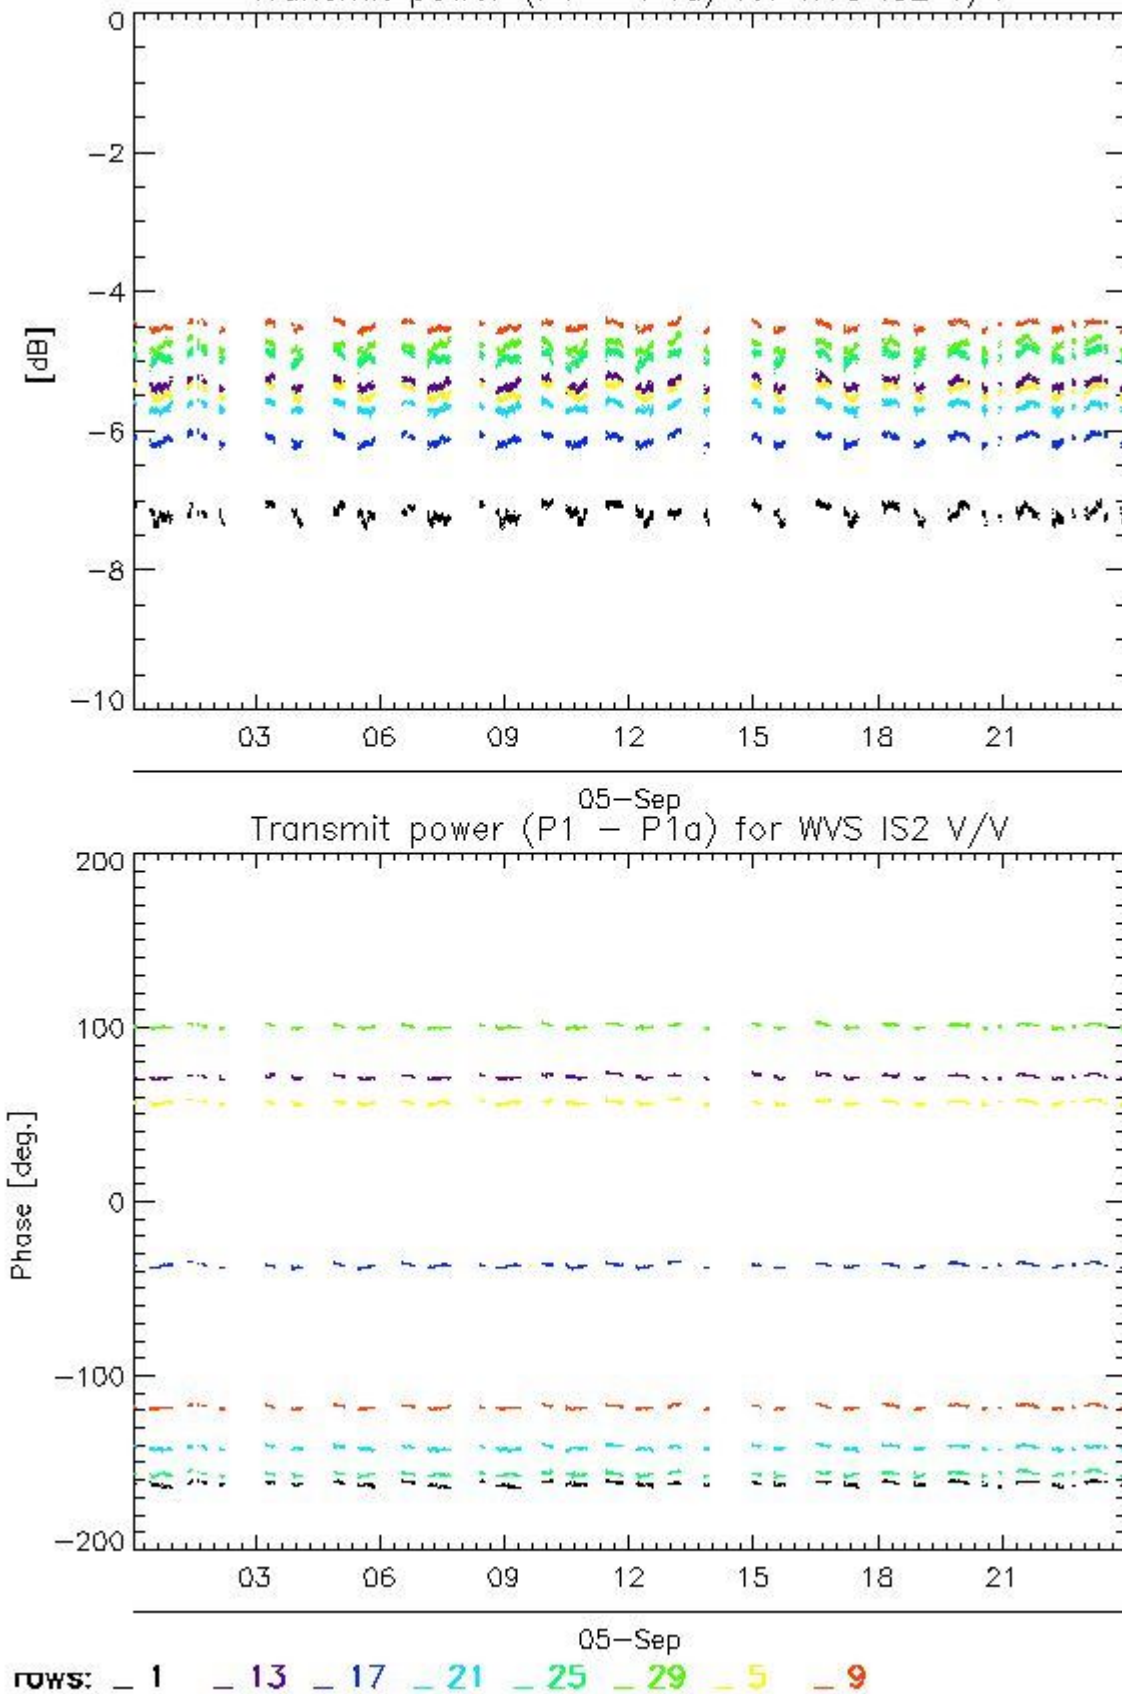 0
−2
−4
[dB]
−6
−8
−10
03 06 09 12 15 18 21
05−Sep
Transmit power (P1 − P1a) for WVS IS2 V/V
200
100
Phase [deg.]
0
−100
−200
03 06 09 12 15 18 21
05−Sep
rows: _ 1 _ 13 _ 17 _ 21 _ 25 _ 29 _ 5 _ 9